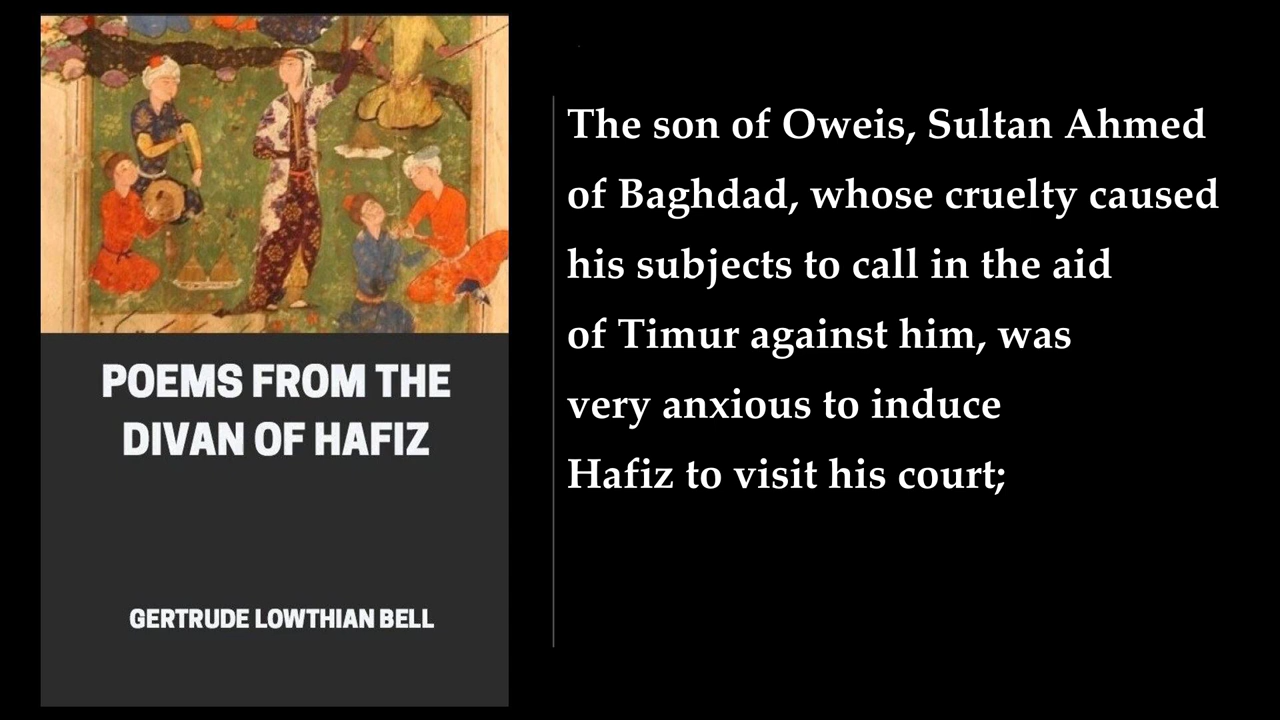 POEMS FROM THE
DIVAN OF HAFIZ
GERTRUDE LOWTHIAN BELL
The son of Oweis, Sultan Ahmed
of Baghdad, whose cruelty caused
his subjects to call in the aid
of Timur against him, was
very anxious to induce
Hafiz to visit his court;